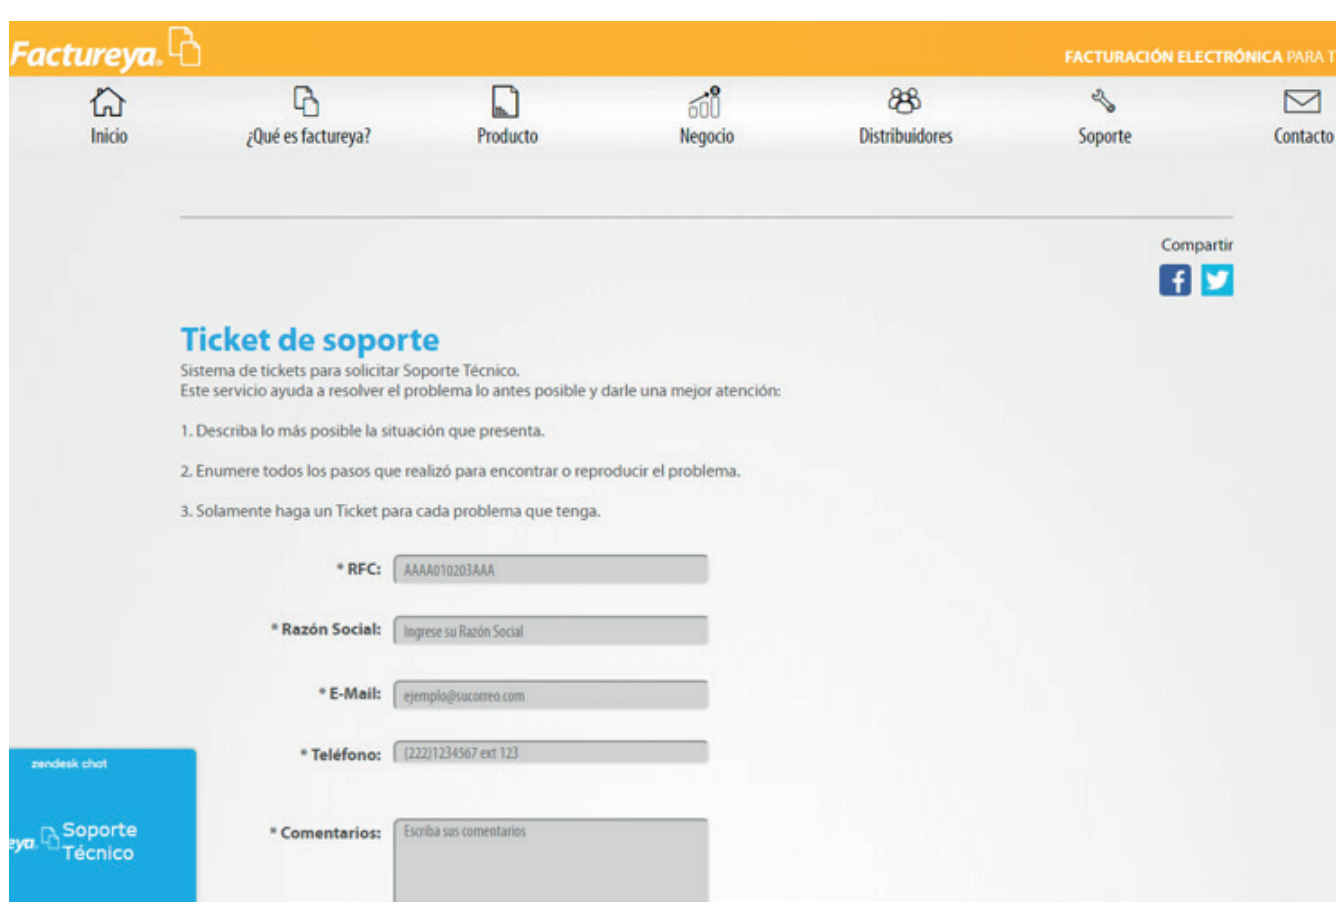 Factureya.
FACTURACIÓN ELECTRÓNICA PARA T
Inicio
¿Qué es factureya?
Producto
Negocio
Distribuidores
Soporte
Contacto
Compartir
Ticket de soporte
Sistema de tickets para solicitar Soporte Técnico.
Este servicio ayuda a resolver el problema lo antes posible y darle una mejor atención:
1. Describa lo más posible la situación que presenta.
2. Enumere todos los pasos que realizó para encontrar o reproducir el problema.
3. Solamente haga un Ticket para cada problema que tenga.
* RFC: AAAA010203AAA
* Razón Social: Ingrese su Razón Social
* E-Mail: ejemplo@sucorreo.com
* Teléfono: (222)1234567 ext 123
* Comentarios: Escriba sus comentarios
zendesk chat
eya. Soporte
Técnico